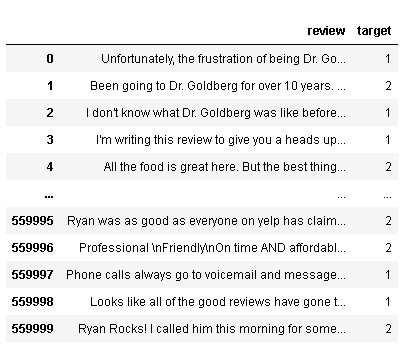 review target
0 Unfortunately, the frustration of being Dr. Go... 1
1 Been going to Dr. Goldberg for over 10 years. ... 2
2 I don't know what Dr. Goldberg was like before... 1
3 I'm writing this review to give you a heads up... 1
4 All the food is great here. But the best thing... 2
... ... ...
559995 Ryan was as good as everyone on yelp has claim... 2
559996 Professional \nFriendly\nOn time AND affordabl... 2
559997 Phone calls always go to voicemail and message... 1
559998 Looks like all of the good reviews have gone t... 1
559999 Ryan Rocks! I called him this morning for some... 2